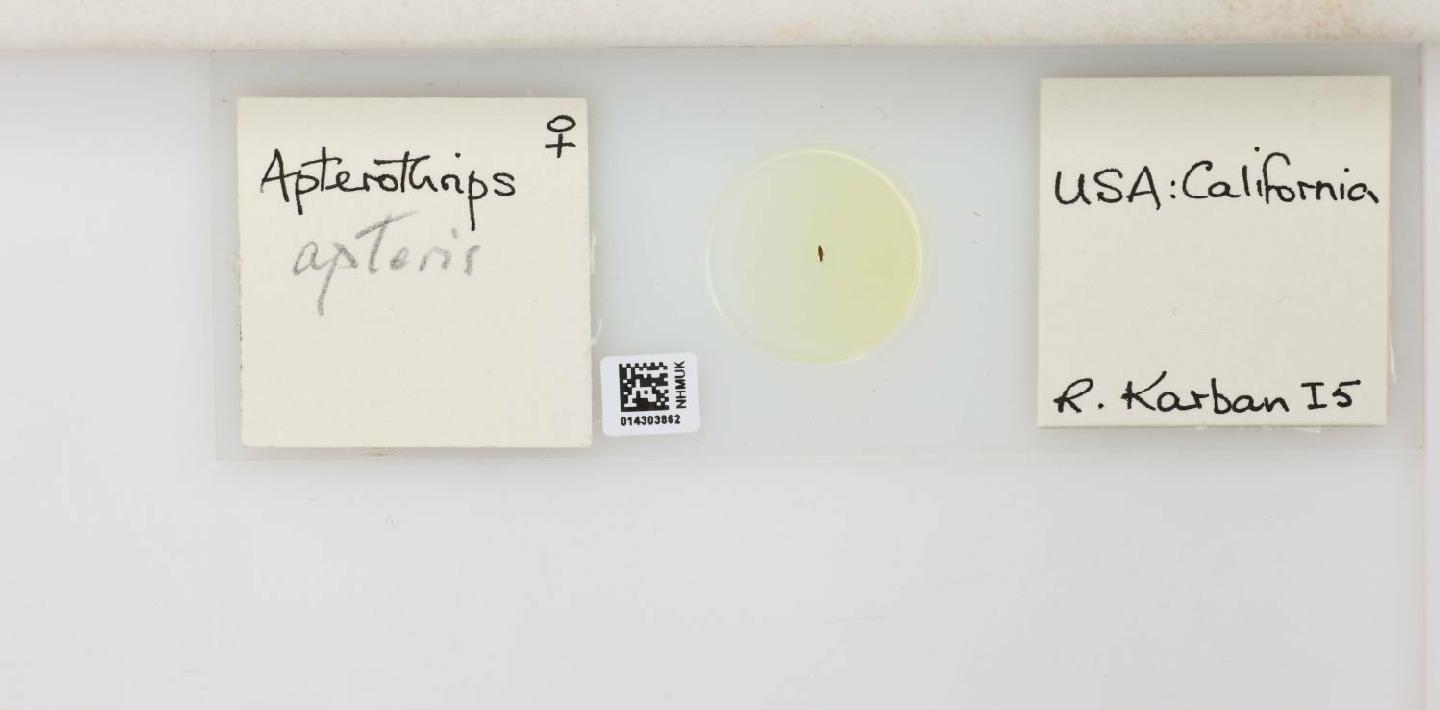 ♀
Apterothrips
apteris
NHMUK
014303862
USA: California
R. Karban I5